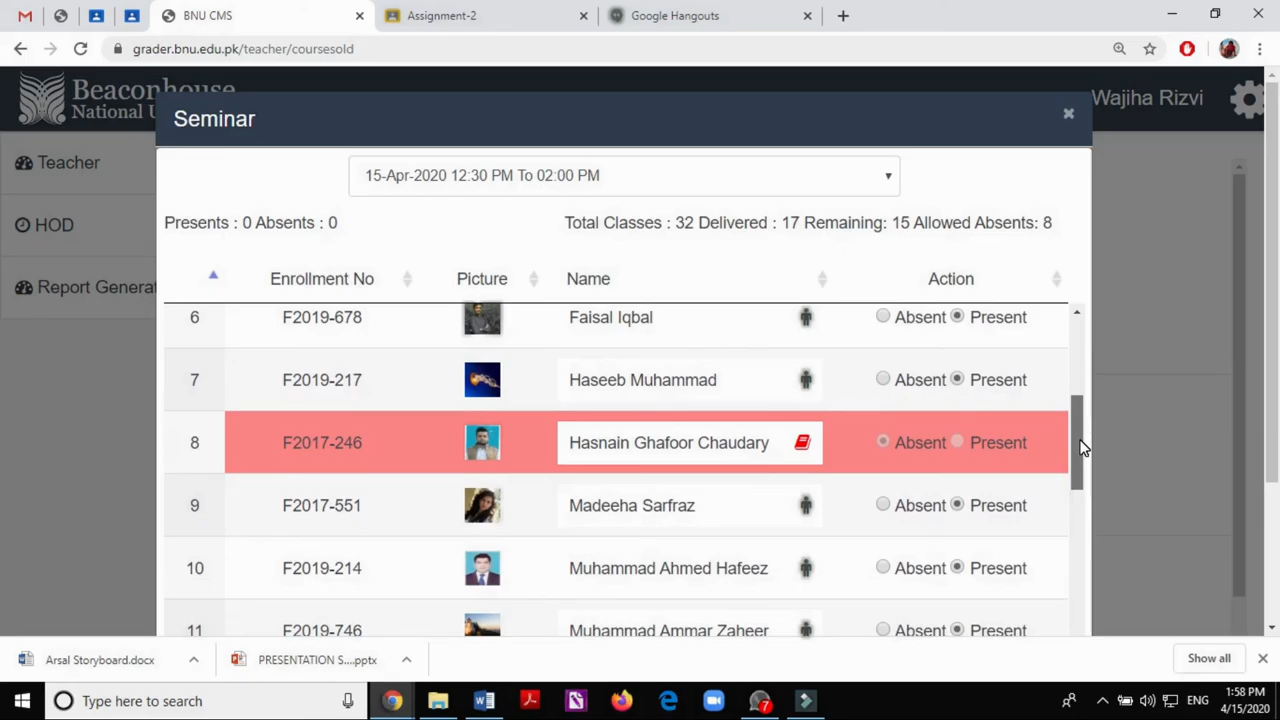 BNU CMS
Assignment-2
Google Hangouts
grader.bnu.edu.pk/teacher/coursesold
Beaconhouse
National U
Wajiha Rizvi
Seminar
Teacher
HOD
Report Generat
15-Apr-2020 12:30 PM To 02:00 PM
Presents : 0 Absents : 0
Total Classes : 32 Delivered : 17 Remaining: 15 Allowed Absents: 8
Enrollment No Picture Name Action
6 F2019-678 Faisal Iqbal Absent Present
7 F2019-217 Haseeb Muhammad Absent Present
8 F2017-246 Hasnain Ghafoor Chaudary Absent Present
9 F2017-551 Madeeha Sarfraz Absent Present
10 F2019-214 Muhammad Ahmed Hafeez Absent Present
11 F2019-746 Muhammad Ammar Zaheer Absent Present
Arsal Storyboard.docx
PRESENTATION S....pptx
Show all
Type here to search
7
ENG
1:58 PM
4/15/2020